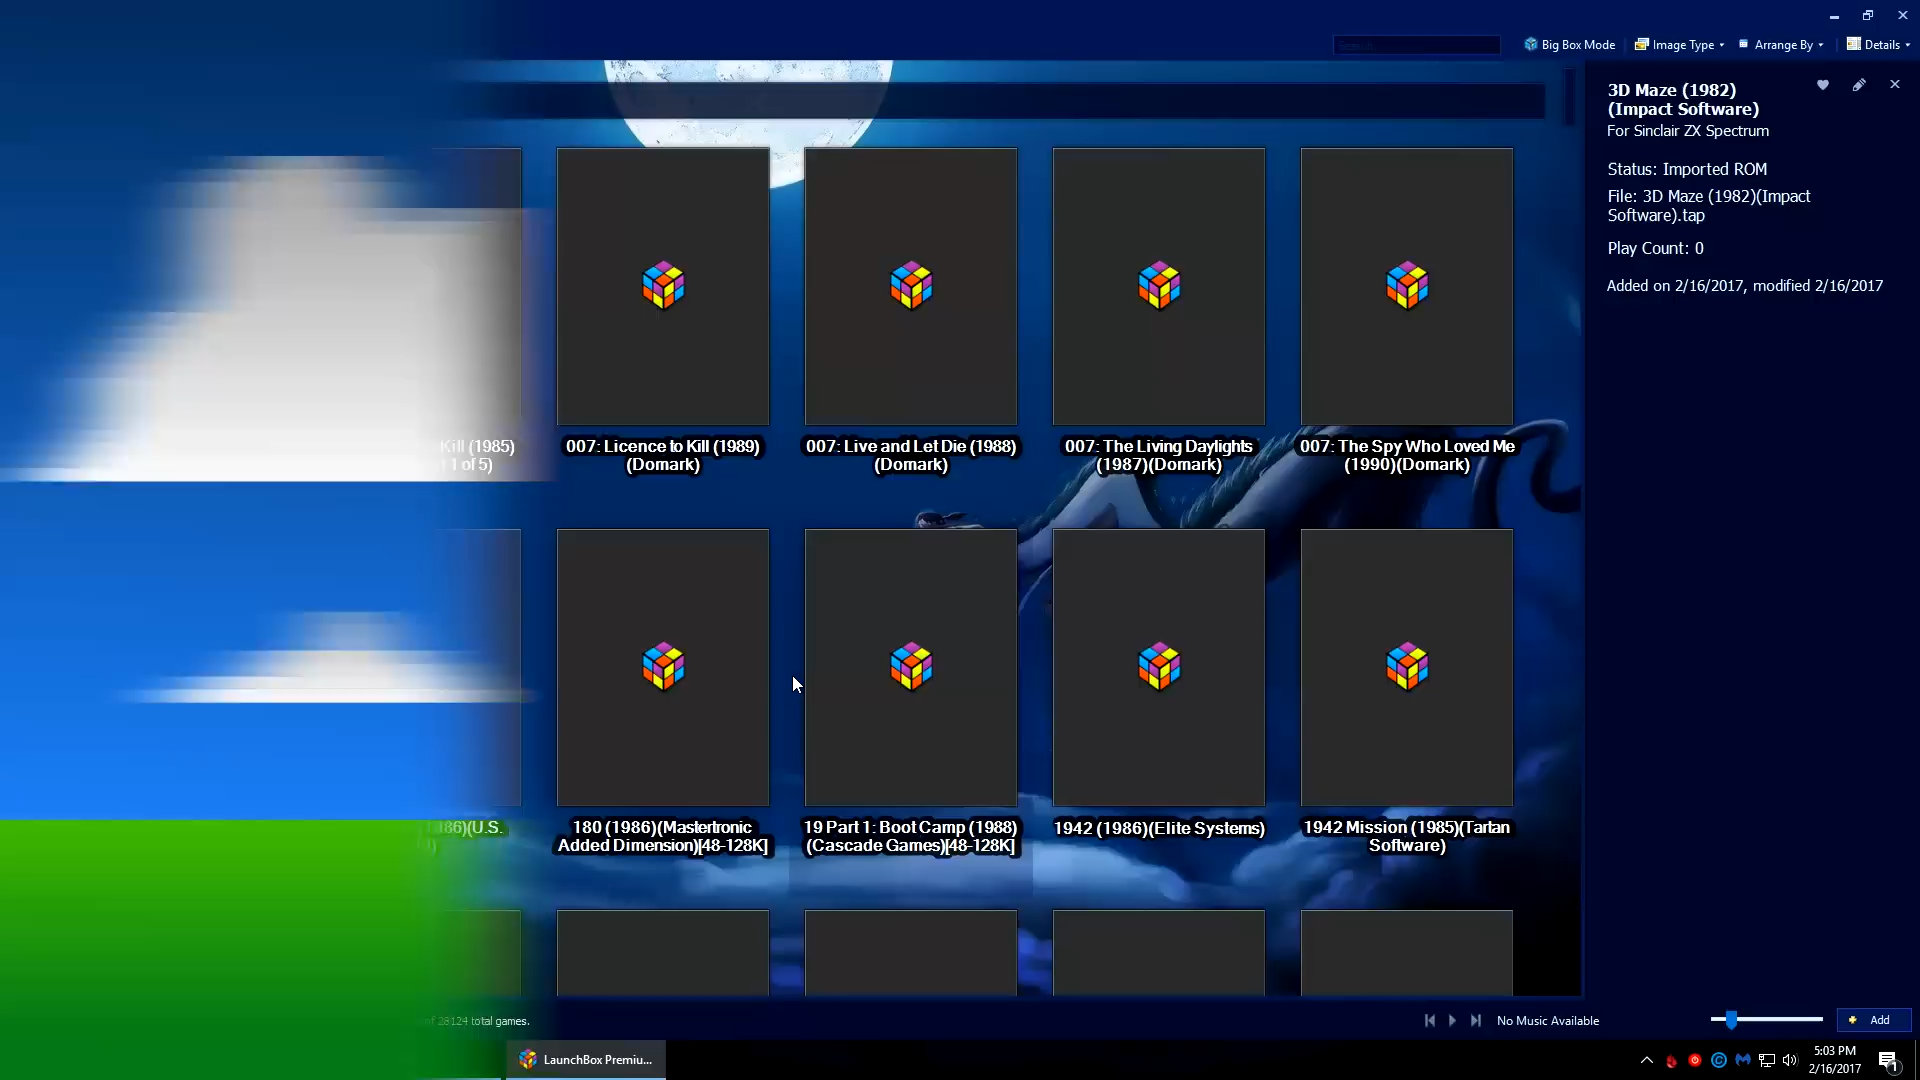 Big Box Mode
Image Type
Arrange By
Details
3D Maze (1982)
(Impact Software)
For Sinclair ZX Spectrum
Status: Imported ROM
File: 3D Maze (1982)(Impact
Software).tap
Play Count: 0
Added on 2/16/2017, modified 2/16/2017
Kill (1985)
1 of 5)
007: Licence to Kill (1989)
(Domark)
007: Live and Let Die (1988)
(Domark)
007: The Living Daylights
(1987)(Domark)
007: The Spy Who Loved Me
(1990)(Domark)
1986)(U.S.
180 (1986)(Mastertronic
Added Dimension)[48-128K]
19 Part 1: Boot Camp (1988)
(Cascade Games)[48-128K]
1942 (1986)(Elite Systems)
1942 Mission (1985)(Tartan
Software)
of 28124 total games.
No Music Available
Add
LaunchBox Premiu...
5:03 PM
2/16/2017
1